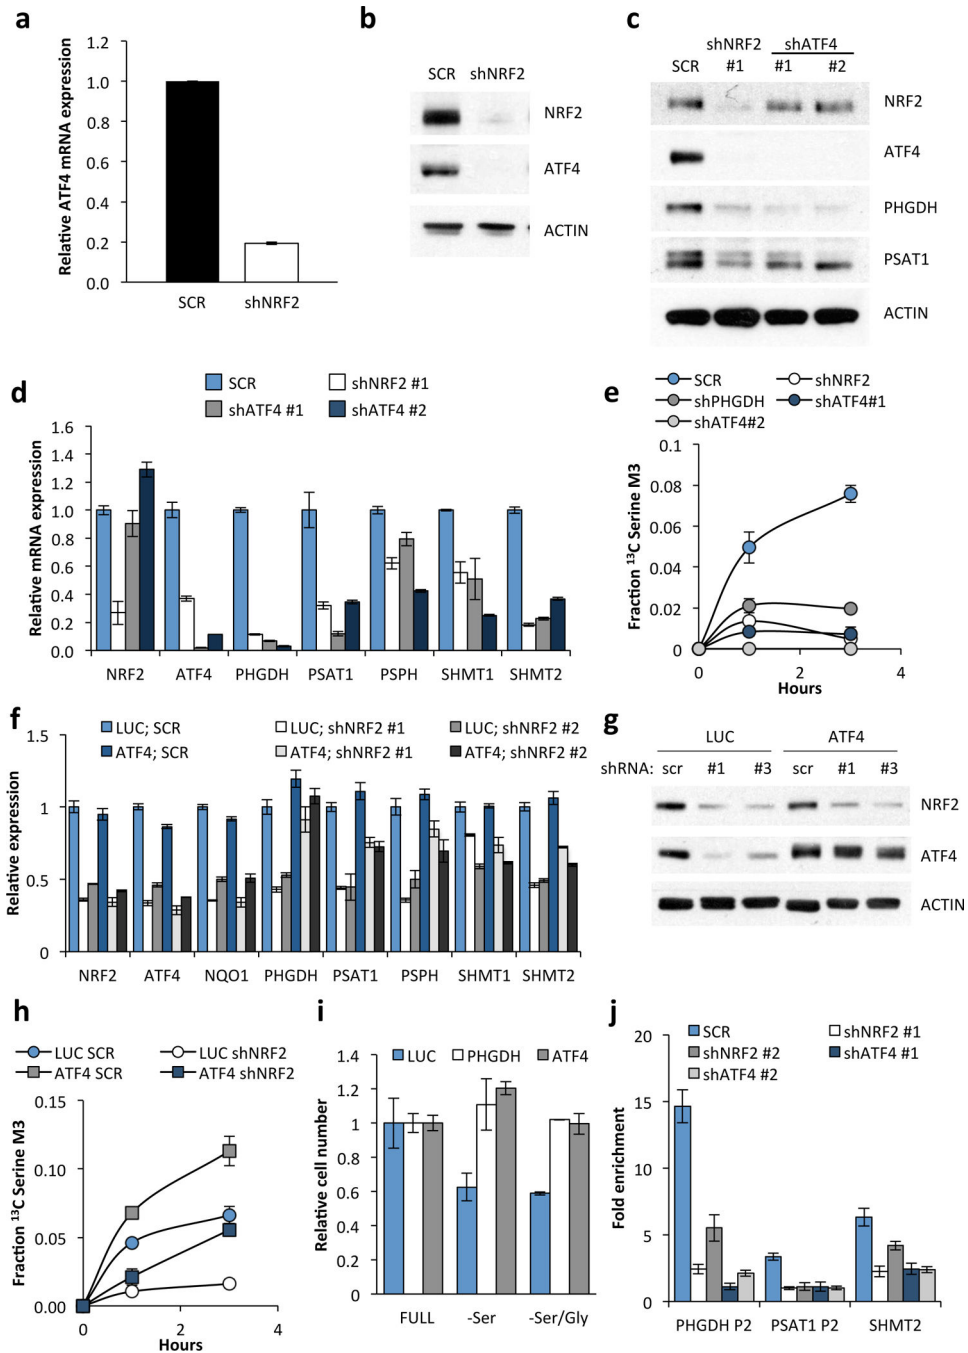 a
Relative ATF4 mRNA expression
1.2
1.0
0.8
0.6
0.4
0.2
0.0
SCR
shNRF2
b
SCR shNRF2
NRF2
ATF4
ACTIN
c
shNRF2 shATF4
SCR #1 #1 #2
NRF2
ATF4
PHGDH
PSAT1
ACTIN
d
SCR
shNRF2 #1
shATF4 #1
shATF4 #2
Relative mRNA expression
1.6
1.4
1.2
1.0
0.8
0.6
0.4
0.2
0.0
NRF2 ATF4 PHGDH PSAT1 PSPH SHMT1 SHMT2
e
SCR
shNRF2
shPHGDH
shATF4#1
shATF4#2
Fraction ¹³C Serine M3
0.1
0.08
0.06
0.04
0.02
0
0 2 4
Hours
f
LUC; SCR
LUC; shNRF2 #1
LUC; shNRF2 #2
ATF4; SCR
ATF4; shNRF2 #1
ATF4; shNRF2 #2
Relative expression
1.5
1
0.5
0
NRF2 ATF4 NQO1 PHGDH PSAT1 PSPH SHMT1 SHMT2
g
LUC ATF4
shRNA: scr #1 #3 scr #1 #3
NRF2
ATF4
ACTIN
h
LUC SCR
LUC shNRF2
ATF4 SCR
ATF4 shNRF2
Fraction ¹³C Serine M3
0.15
0.10
0.05
0.00
0 2 4
Hours
i
LUC PHGDH ATF4
Relative cell number
1.4
1.2
1
0.8
0.6
0.4
0.2
0
FULL -Ser -Ser/Gly
j
SCR
shNRF2 #1
shNRF2 #2
shATF4 #1
shATF4 #2
Fold enrichment
20
15
10
5
0
PHGDH P2 PSAT1 P2 SHMT2